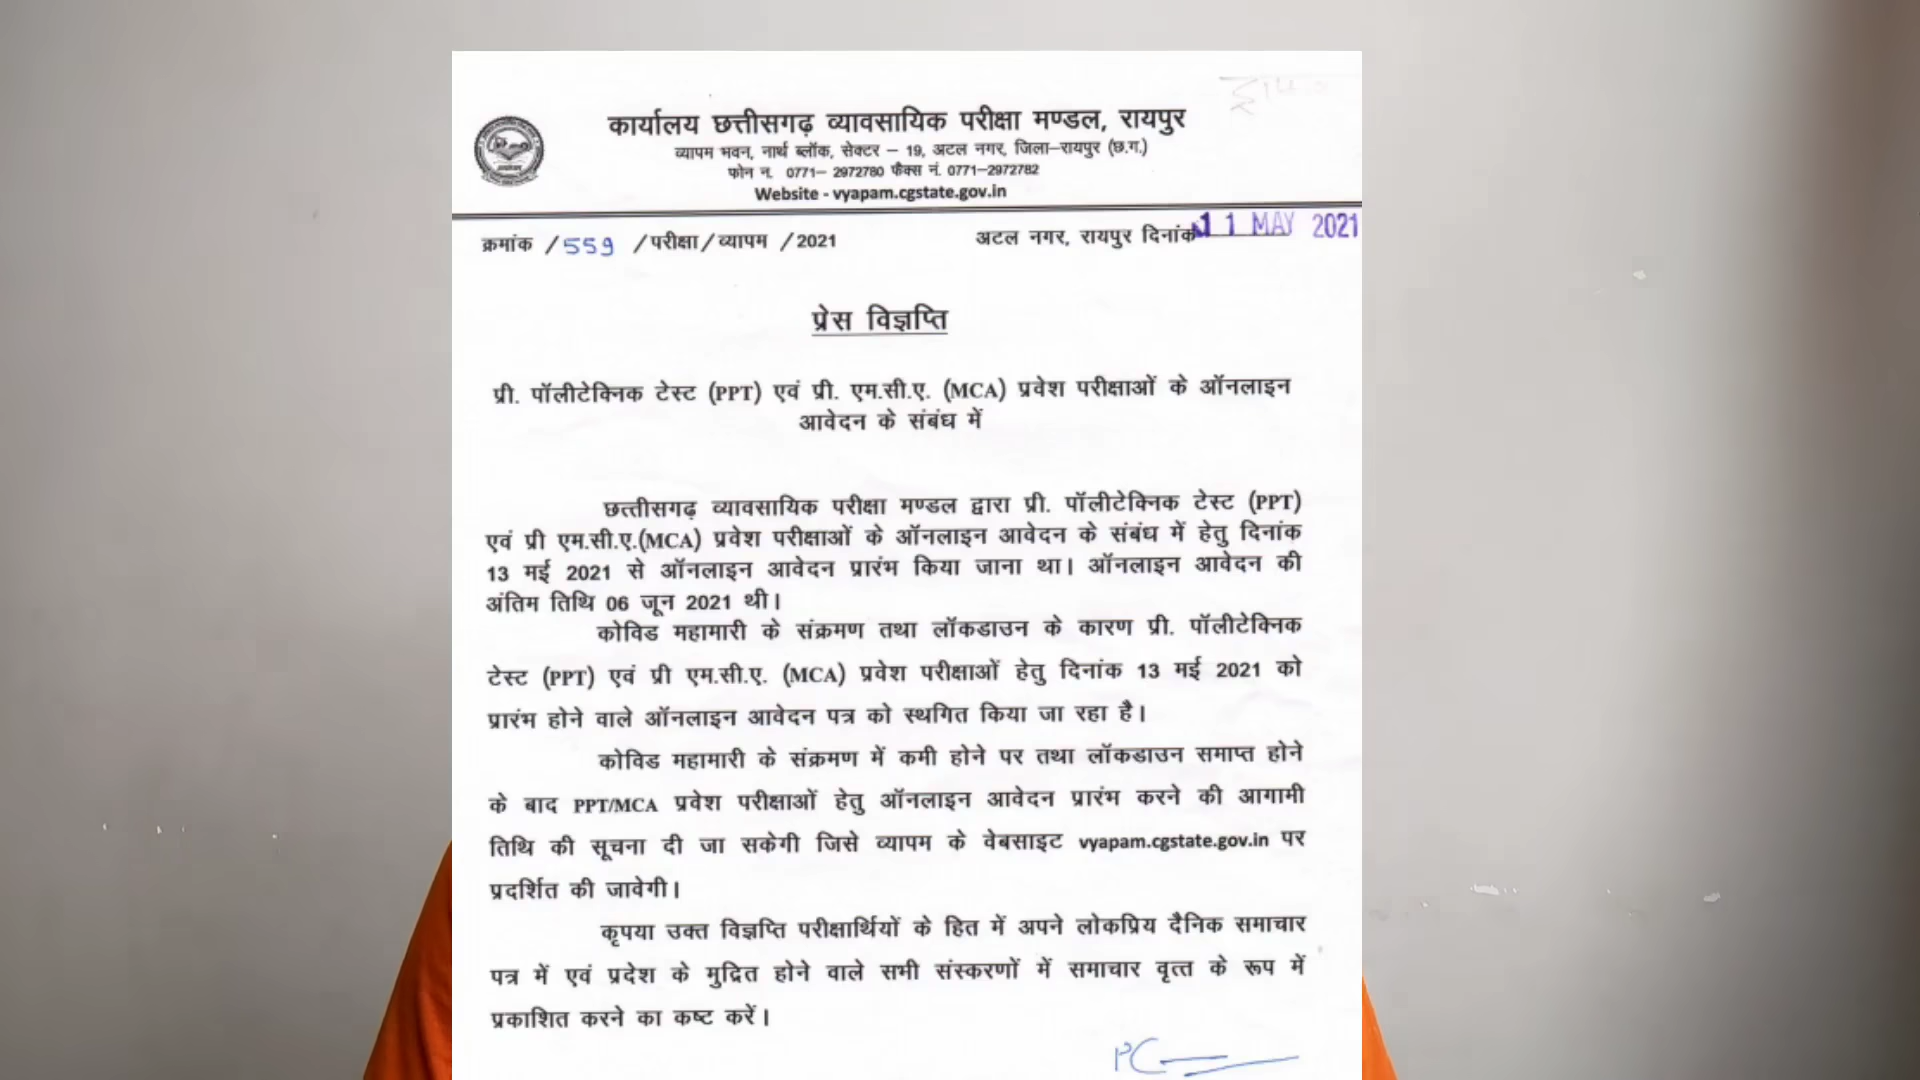 कार्यालय छत्तीसगढ़ व्यावसायिक परीक्षा मण्डल, रायपुर
व्यापम भवन, नार्थ ब्लॉक, सेक्टर – 19, अटल नगर, जिला–रायपुर (छ.ग.)
फोन न. 0771– 2972780 फैक्स नं. 0771–2972782
Website - vyapam.cgstate.gov.in
क्रमांक /559 /परीक्षा/व्यापम /2021 अटल नगर, रायपुर दिनांक 11 MAY 2021
प्रेस विज्ञप्ति
प्री. पॉलीटेक्निक टेस्ट (PPT) एवं प्री. एम.सी.ए. (MCA) प्रवेश परीक्षाओं के ऑनलाइन
आवेदन के संबंध में
छत्तीसगढ़ व्यावसायिक परीक्षा मण्डल द्वारा प्री. पॉलीटेक्निक टेस्ट (PPT)
एवं प्री एम.सी.ए.(MCA) प्रवेश परीक्षाओं के ऑनलाइन आवेदन के संबंध में हेतु दिनांक
13 मई 2021 से ऑनलाइन आवेदन प्रारंभ किया जाना था। ऑनलाइन आवेदन की
अंतिम तिथि 06 जून 2021 थी।
कोविड महामारी के संक्रमण तथा लॉकडाउन के कारण प्री. पॉलीटेक्निक
टेस्ट (PPT) एवं प्री एम.सी.ए. (MCA) प्रवेश परीक्षाओं हेतु दिनांक 13 मई 2021 को
प्रारंभ होने वाले ऑनलाइन आवेदन पत्र को स्थगित किया जा रहा है।
कोविड महामारी के संक्रमण में कमी होने पर तथा लॉकडाउन समाप्त होने
के बाद PPT/MCA प्रवेश परीक्षाओं हेतु ऑनलाइन आवेदन प्रारंभ करने की आगामी
तिथि की सूचना दी जा सकेगी जिसे व्यापम के वेबसाइट vyapam.cgstate.gov.in पर
प्रदर्शित की जावेगी।
कृपया उक्त विज्ञप्ति परीक्षार्थियों के हित में अपने लोकप्रिय दैनिक समाचार
पत्र में एवं प्रदेश के मुद्रित होने वाले सभी संस्करणों में समाचार वृत्त के रूप में
प्रकाशित करने का कष्ट करें।